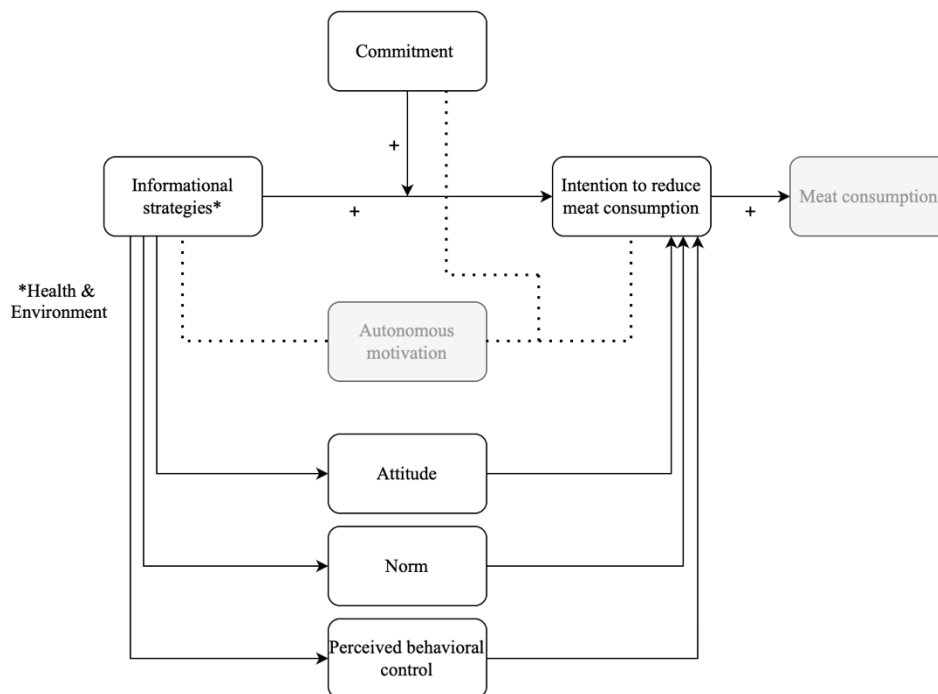 Commitment
+
Informational
strategies*
+
Intention to reduce
meat consumption
+
Meat consumption
*Health &
Environment
Autonomous
motivation
Attitude
Norm
Perceived behavioral
control